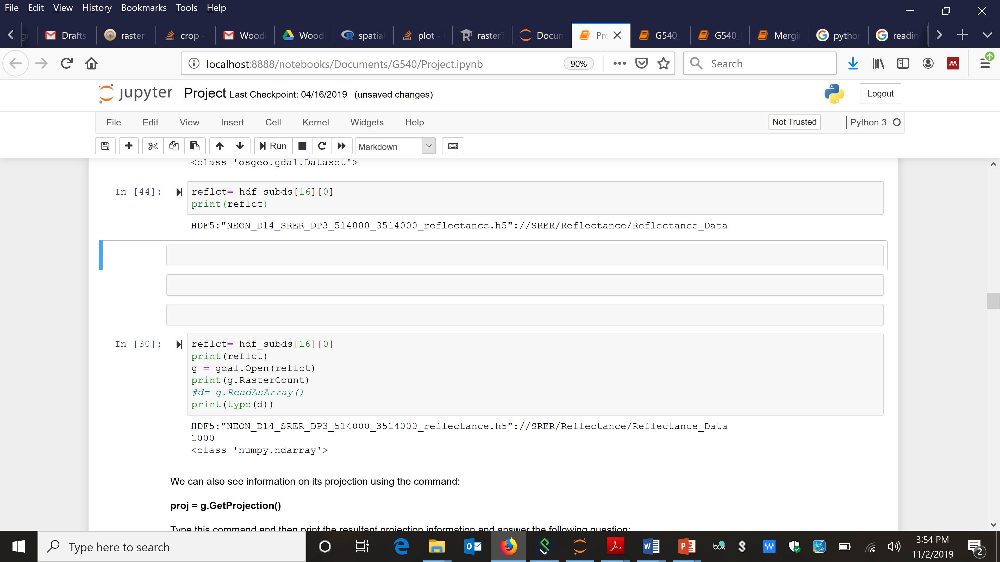 File Edit View History Bookmarks Tools Help
Drafts raster crop - Wood Wood spatial plot - raster Docum Pro G540_ G540_ Mergin python reading
localhost:8888/notebooks/Documents/G540/Project.ipynb 90% Search
jupyter Project Last Checkpoint: 04/16/2019 (unsaved changes) Logout
File Edit View Insert Cell Kernel Widgets Help Not Trusted Python 3
Run Markdown
<class 'osgeo.gdal.Dataset'>
In [44]: reflct= hdf_subds[16][0]
print(reflct)
HDF5:"NEON_D14_SRER_DP3_514000_3514000_reflectance.h5"://SRER/Reflectance/Reflectance_Data
In [30]: reflct= hdf_subds[16][0]
print(reflct)
g = gdal.Open(reflct)
print(g.RasterCount)
#d= g.ReadAsArray()
print(type(d))
HDF5:"NEON_D14_SRER_DP3_514000_3514000_reflectance.h5"://SRER/Reflectance/Reflectance_Data
1000
<class 'numpy.ndarray'>
We can also see information on its projection using the command:
proj = g.GetProjection()
Type this command and then print the resultant projection information and answer the following question:
Type here to search box 3:54 PM
11/2/2019 2